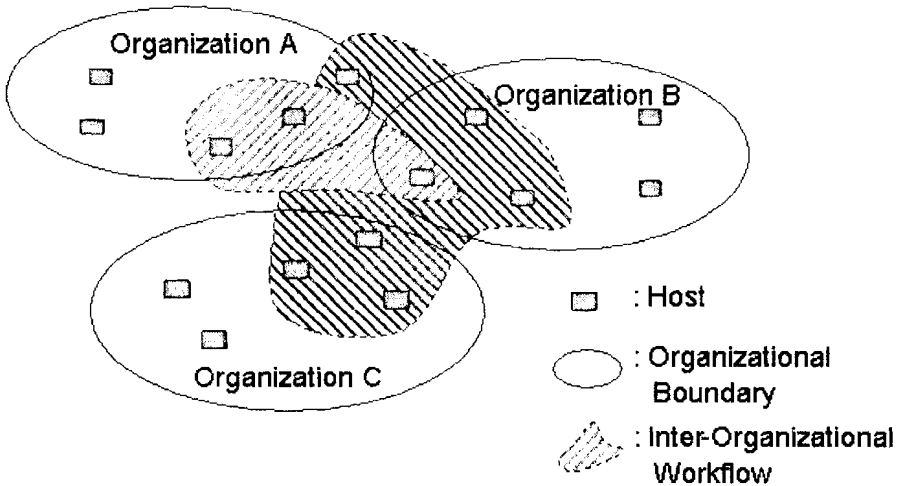 Organization A
Organization B
Organization C
: Host
: Organizational
Boundary
: Inter-Organizational
Workflow